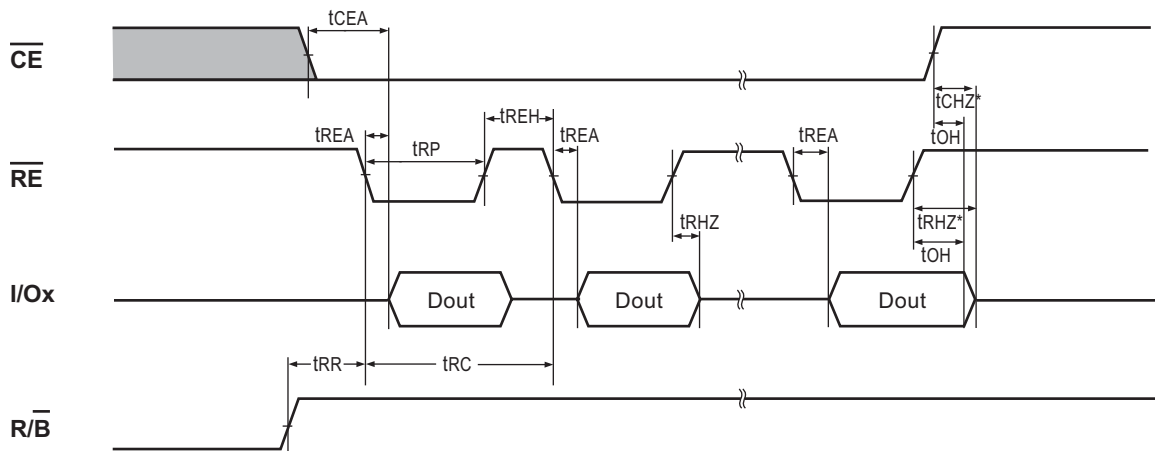 tCEA
CE
tCHZ*
tREH
tREA
tREA
tREA
tOH
tRP
RE
tRHZ
tRHZ*
tOH
I/Ox
Dout
Dout
Dout
tRR
tRC
R/B